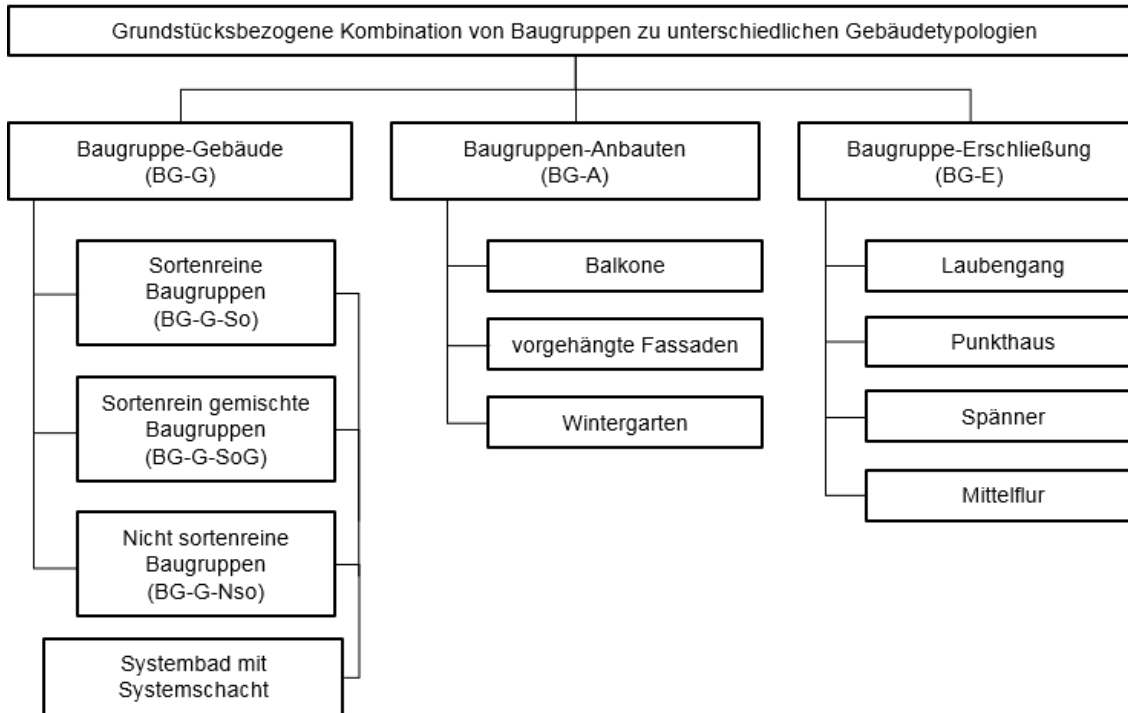 Grundstücksbezogene Kombination von Baugruppen zu unterschiedlichen Gebäudetypologien
Baugruppe-Gebäude
(BG-G)
Sortenreine
Baugruppen
(BG-G-So)
Sortenrein gemischte
Baugruppen
(BG-G-SoG)
Nicht sortenreine
Baugruppen
(BG-G-Nso)
Systembad mit
Systemschacht
Baugruppen-Anbauten
(BG-A)
Balkone
vorgehängte Fassaden
Wintergarten
Baugruppe-Erschließung
(BG-E)
Laubengang
Punkthaus
Spänner
Mittelflur